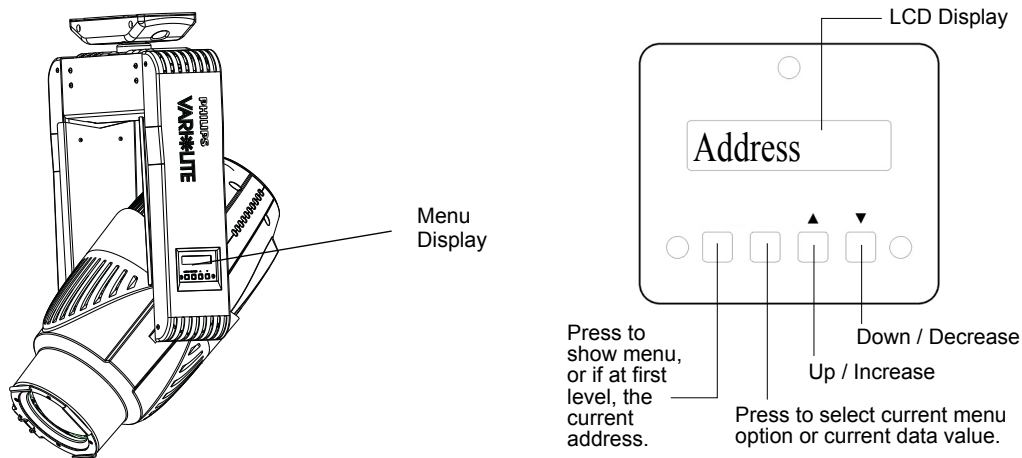 PHILIPS
VARI✱LITE
Menu
Display
LCD Display
Address
▲ ▼
Press to
show menu,
or if at first
level, the
current
address.
Down / Decrease
Up / Increase
Press to select current menu
option or current data value.